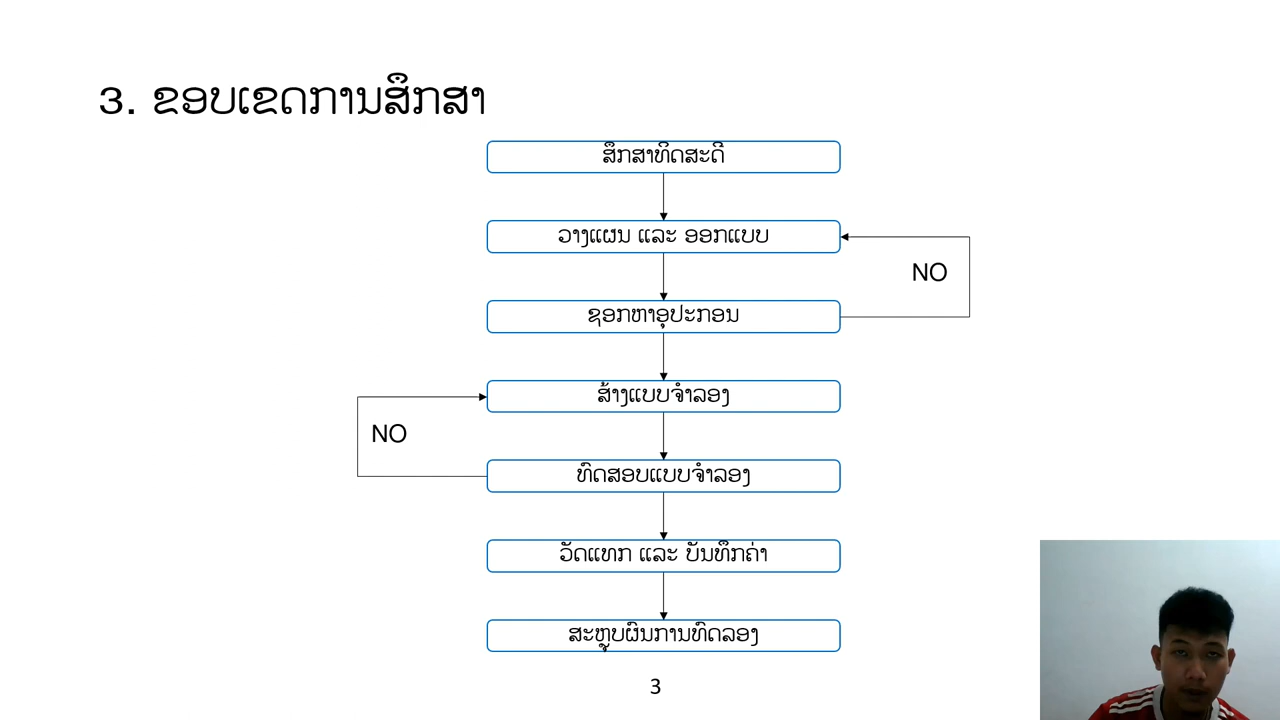 3. ຂອບເຂດການສຶກສາ
ສຶກສາທິດສະດີ
ວາງແຜນ ແລະ ອອກແບບ
NO
ຊອກຫາອຸປະກອນ
ສ້າງແບບຈຳລອງ
NO
ທົດສອບແບບຈຳລອງ
ວັດແທກ ແລະ ບັນທຶກຄ່າ
ສະຫຼຸບຜົນການທົດລອງ
3